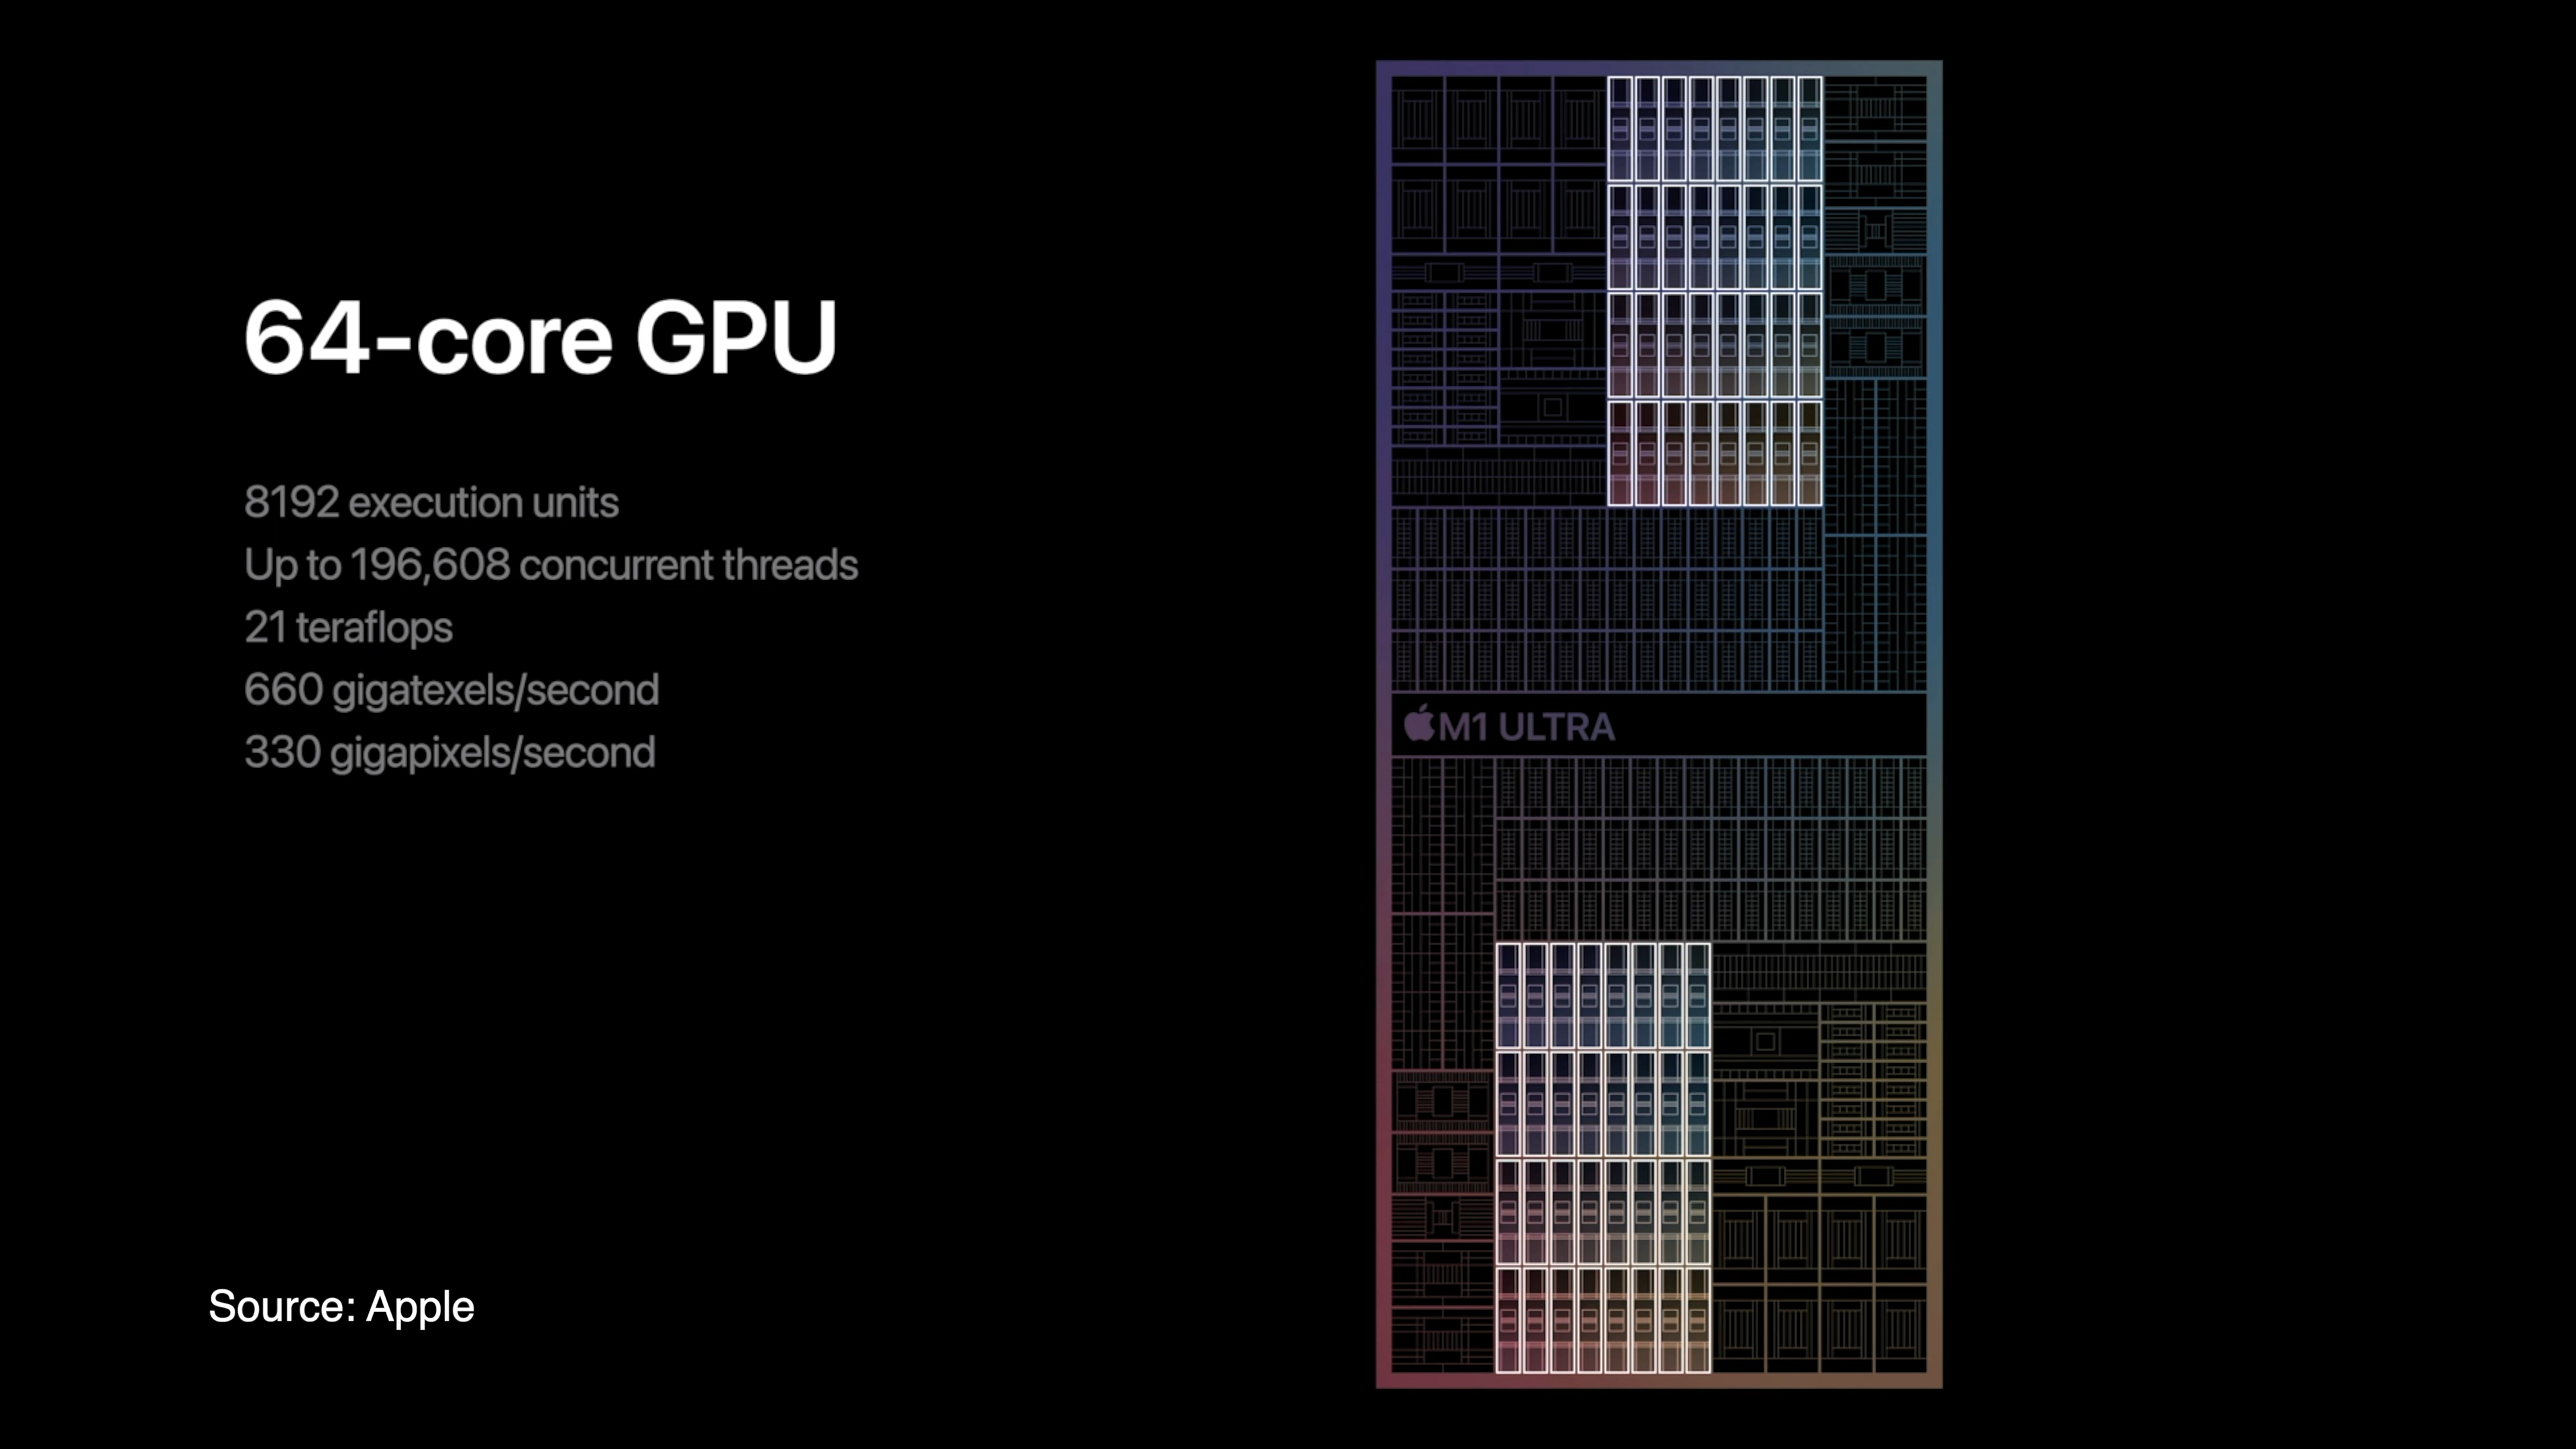 64-core GPU
8192 execution units
Up to 196,608 concurrent threads
21 teraflops
660 gigatexels/second
330 gigapixels/second
M1 ULTRA
Source: Apple